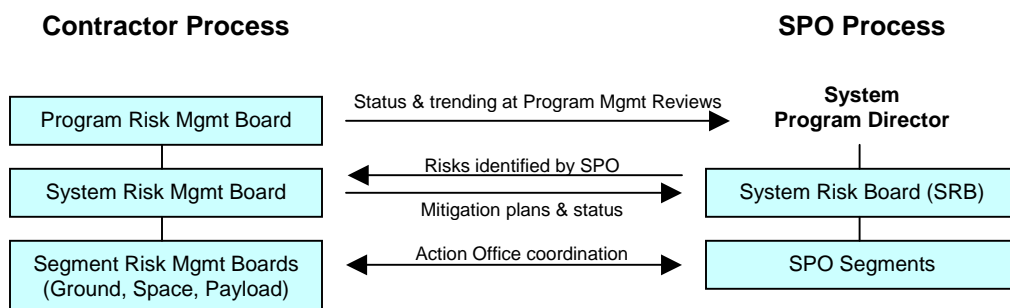 Contractor Process
SPO Process
Status & trending at Program Mgmt Reviews
System
Program Director
Program Risk Mgmt Board
Risks identified by SPO
System Risk Mgmt Board
System Risk Board (SRB)
Mitigation plans & status
Action Office coordination
Segment Risk Mgmt Boards
(Ground, Space, Payload)
SPO Segments